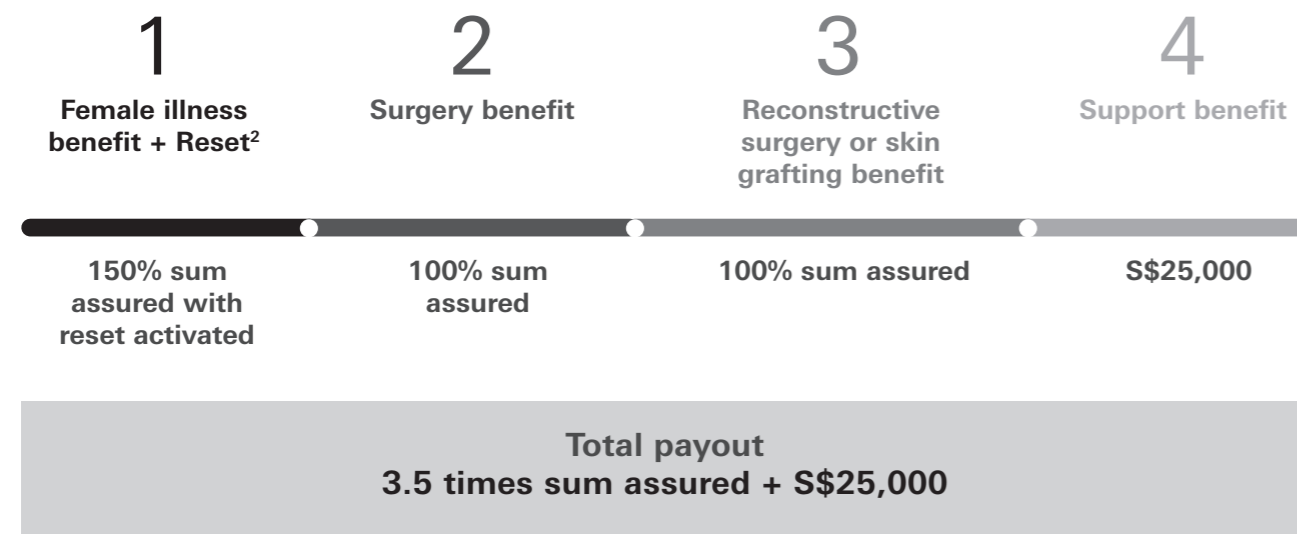 1
Female illness
benefit + Reset²
150% sum
assured with
reset activated
2
Surgery benefit
100% sum
assured
3
Reconstructive
surgery or skin
grafting benefit
100% sum assured
4
Support benefit
S$25,000
Total payout
3.5 times sum assured + S$25,000